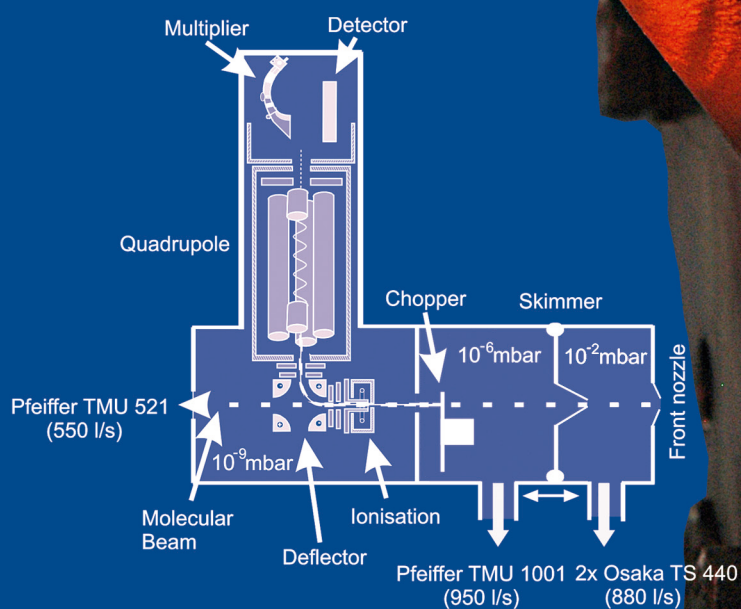 Multiplier
Detector
Quadrupole
Chopper
Skimmer
10⁻⁶mbar
10⁻²mbar
Front nozzle
Pfeiffer TMU 521
(550 l/s)
10⁻⁹mbar
Molecular
Beam
Deflector
Ionisation
Pfeiffer TMU 1001
(950 l/s)
2x Osaka TS 440
(880 l/s)